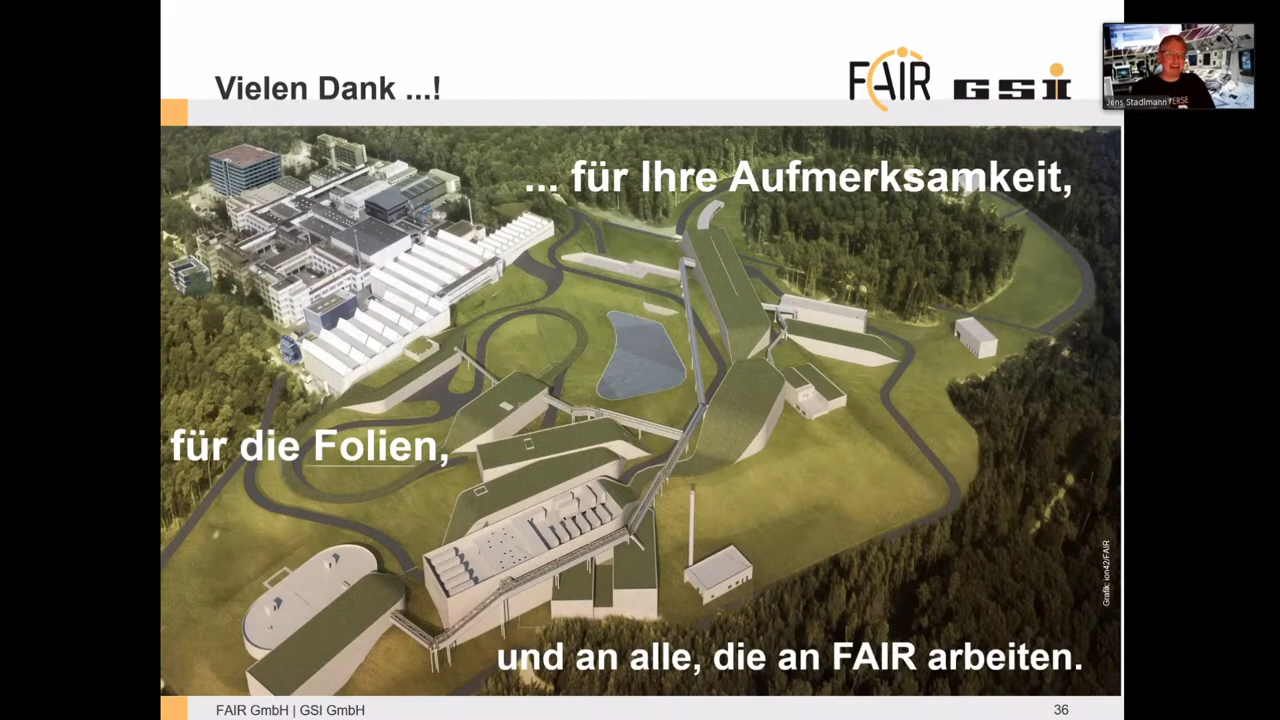 Vielen Dank ...!
FAIR GSI
Jens Stadlmann
... für Ihre Aufmerksamkeit,
für die Folien,
Grafik: ion42/FAIR
und an alle, die an FAIR arbeiten.
FAIR GmbH | GSI GmbH
36